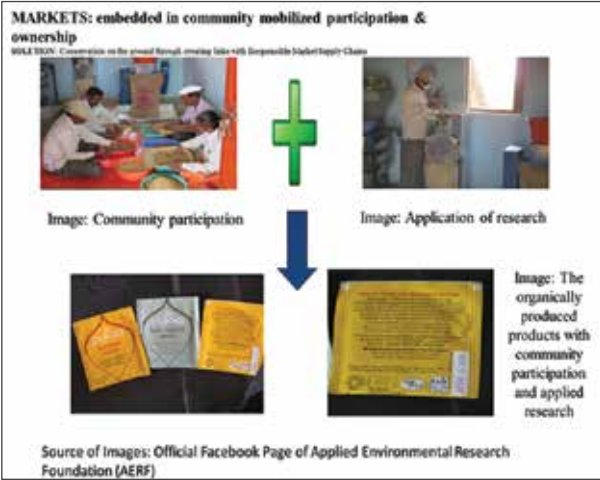 MARKETS: embedded in community mobilized participation &
ownership
SOLUTION: Conservation on the ground through creating links with Responsible Market Supply Chains
Image: Community participation
Image: Application of research
Image: The
organically
produced
products with
community
participation
and applied
research
Source of Images: Official Facebook Page of Applied Environmental Research
Foundation (AERF)